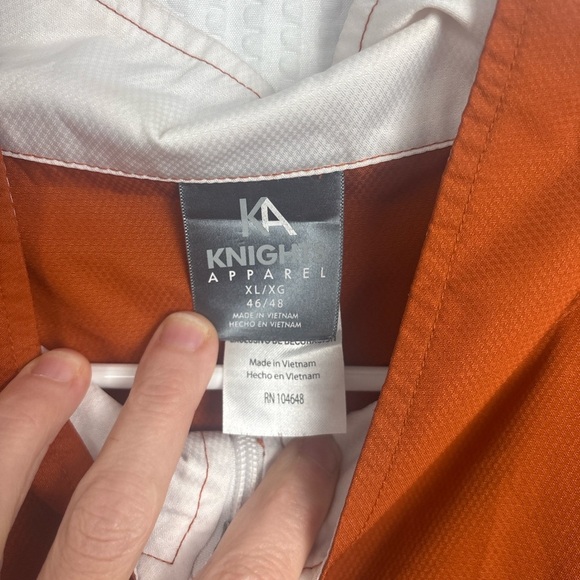 KA
KNIGHTS
APPAREL
XL/XG
46/48
MADE IN VIETNAM
HECHO EN VIETNAM
Made in Vietnam
Hecho en Vietnam
RN 104648